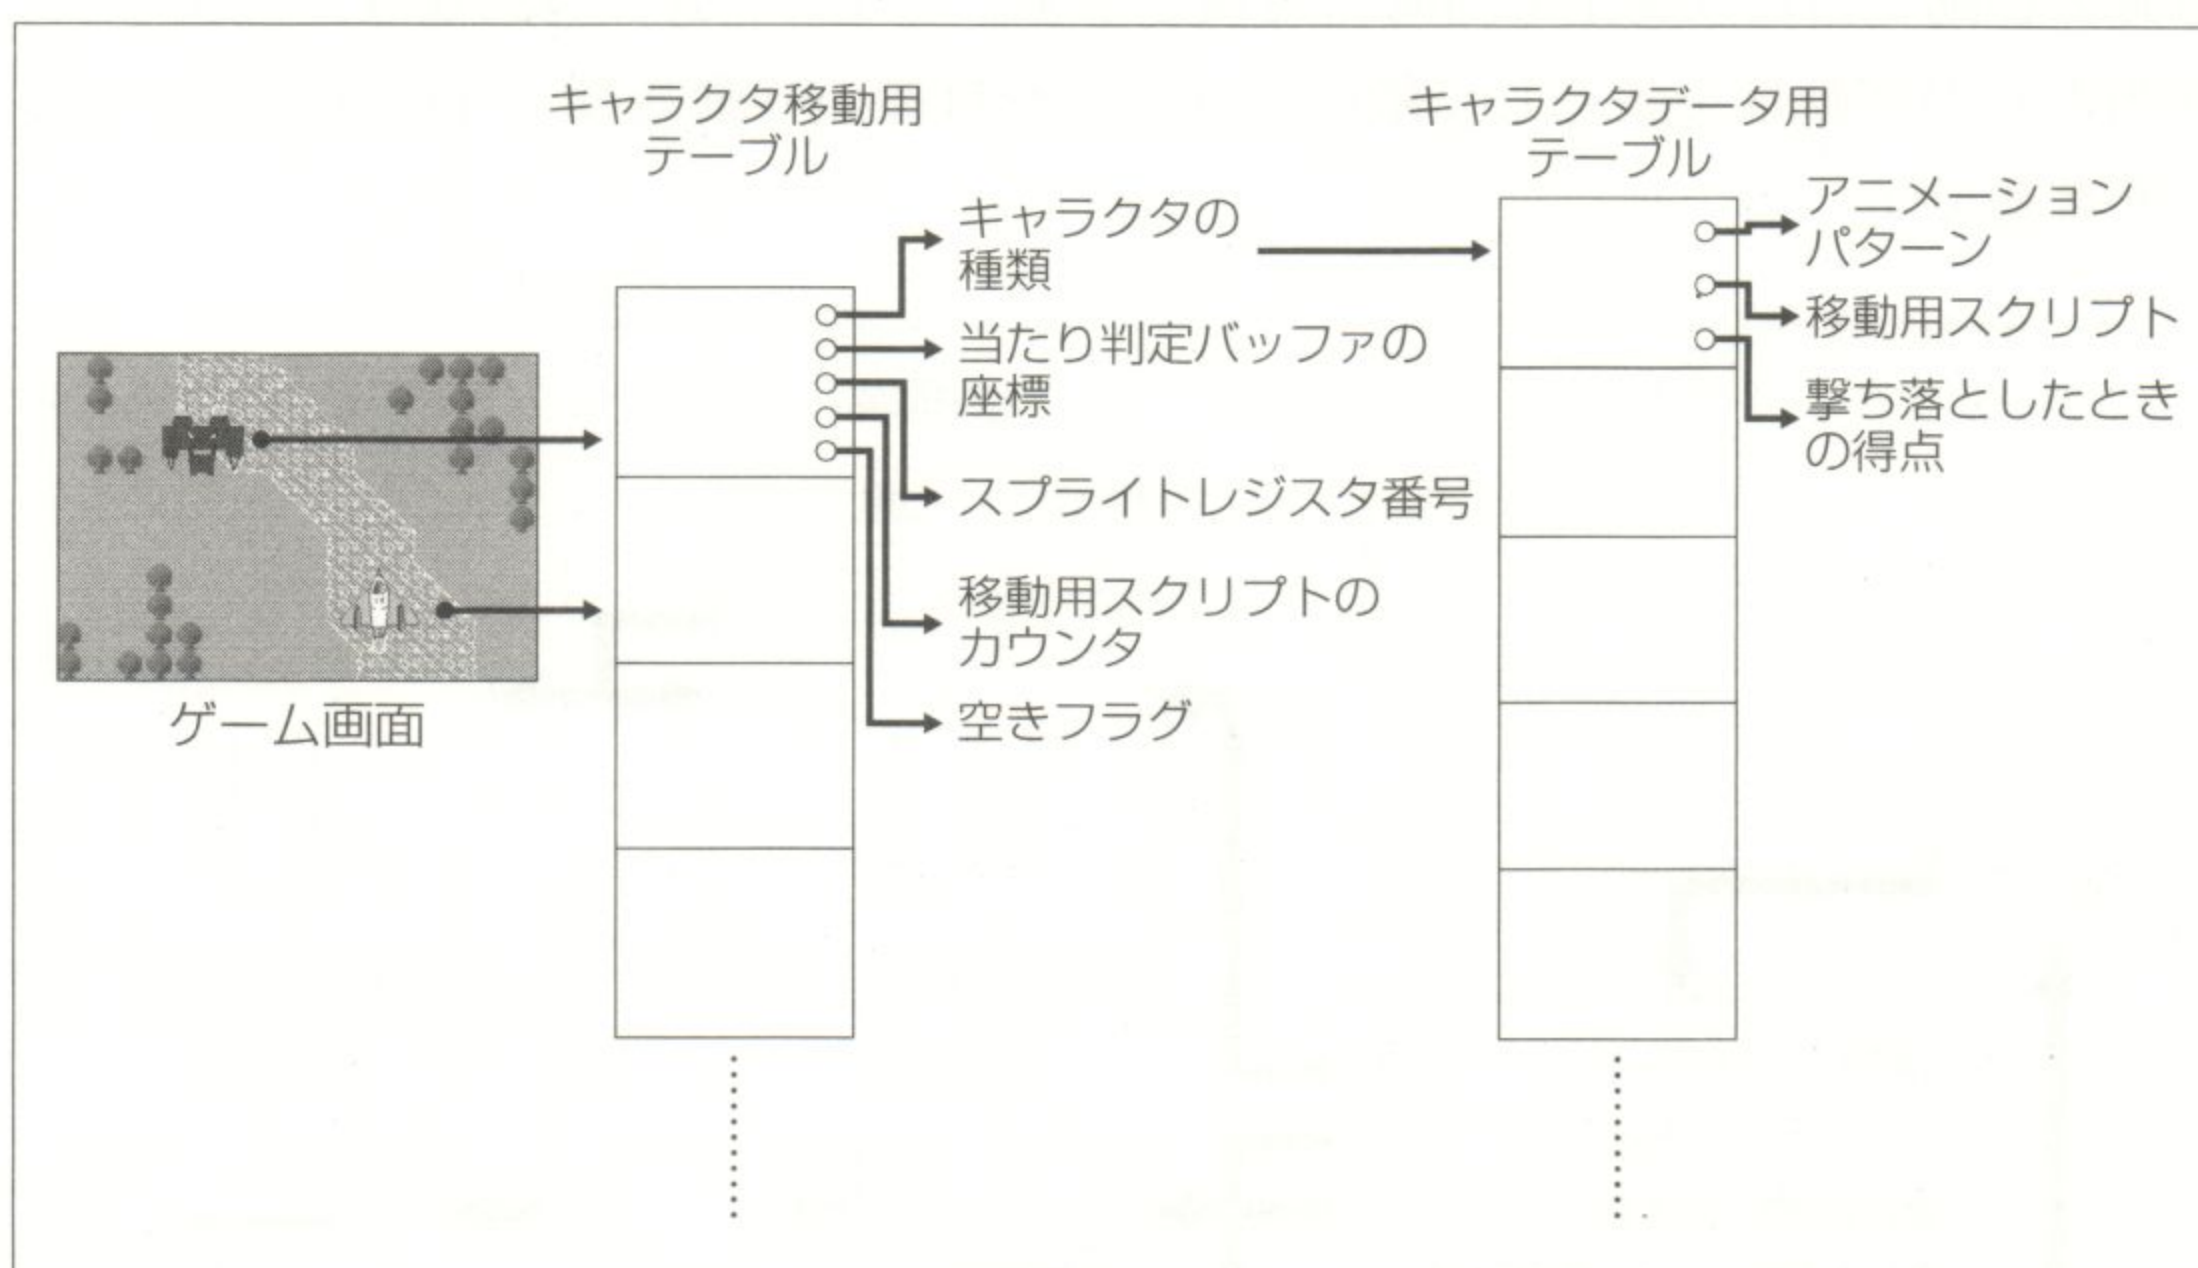 キャラクタ移動用
テーブル
キャラクタの
種類
当たり判定バッファの
座標
スプライトレジスタ番号
移動用スクリプトの
カウンタ
空きフラグ
ゲーム画面
キャラクタデータ用
テーブル
アニメーション
パターン
移動用スクリプト
撃ち落としたとき
の得点